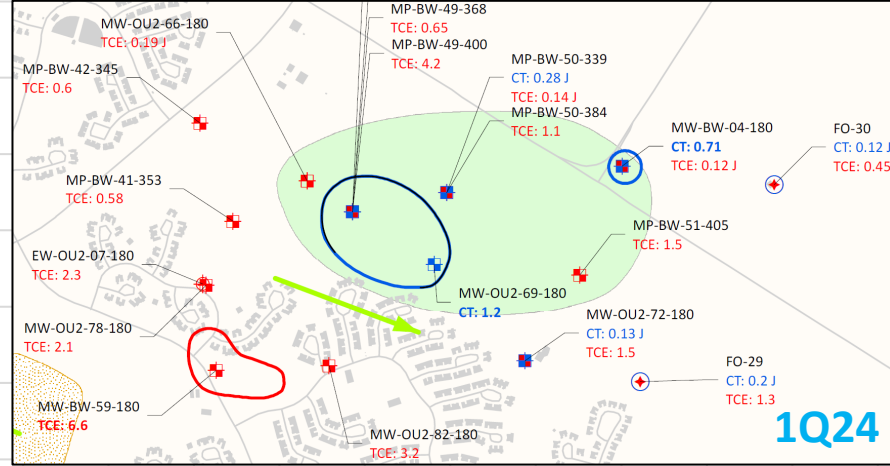 MP-BW-49-368
TCE: 0.65
MW-OU2-66-180
TCE: 0.19 J
MP-BW-49-400
TCE: 4.2
MP-BW-42-345
TCE: 0.6
MP-BW-50-339
CT: 0.28 J
TCE: 0.14 J
MP-BW-50-384
TCE: 1.1
MW-BW-04-180
CT: 0.71
TCE: 0.12 J
FO-30
CT: 0.12 J
TCE: 0.45
MP-BW-41-353
TCE: 0.58
MP-BW-51-405
TCE: 1.5
EW-OU2-07-180
TCE: 2.3
MW-OU2-69-180
CT: 1.2
MW-OU2-72-180
CT: 0.13 J
TCE: 1.5
MW-OU2-78-180
TCE: 2.1
FO-29
CT: 0.2 J
TCE: 1.3
MW-BW-59-180
TCE: 6.6
MW-OU2-82-180
TCE: 3.2
1Q24